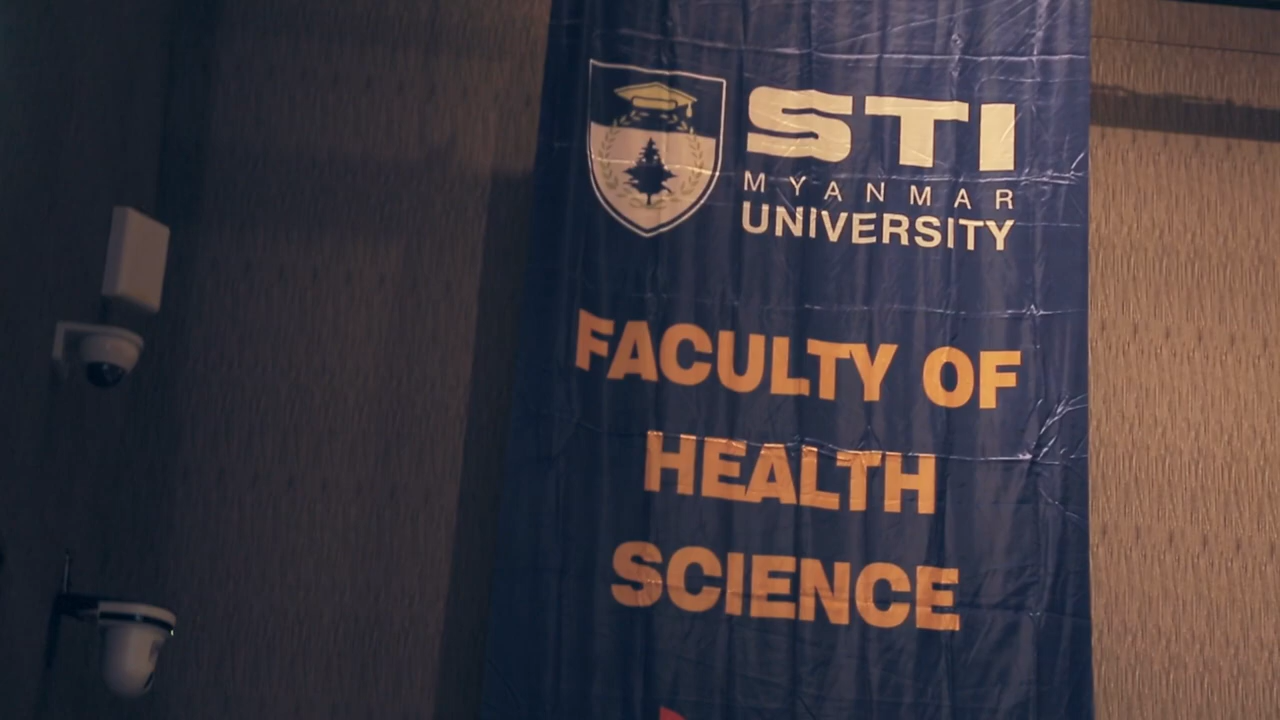 STI
MYANMAR
UNIVERSITY
FACULTY OF
HEALTH
SCIENCE